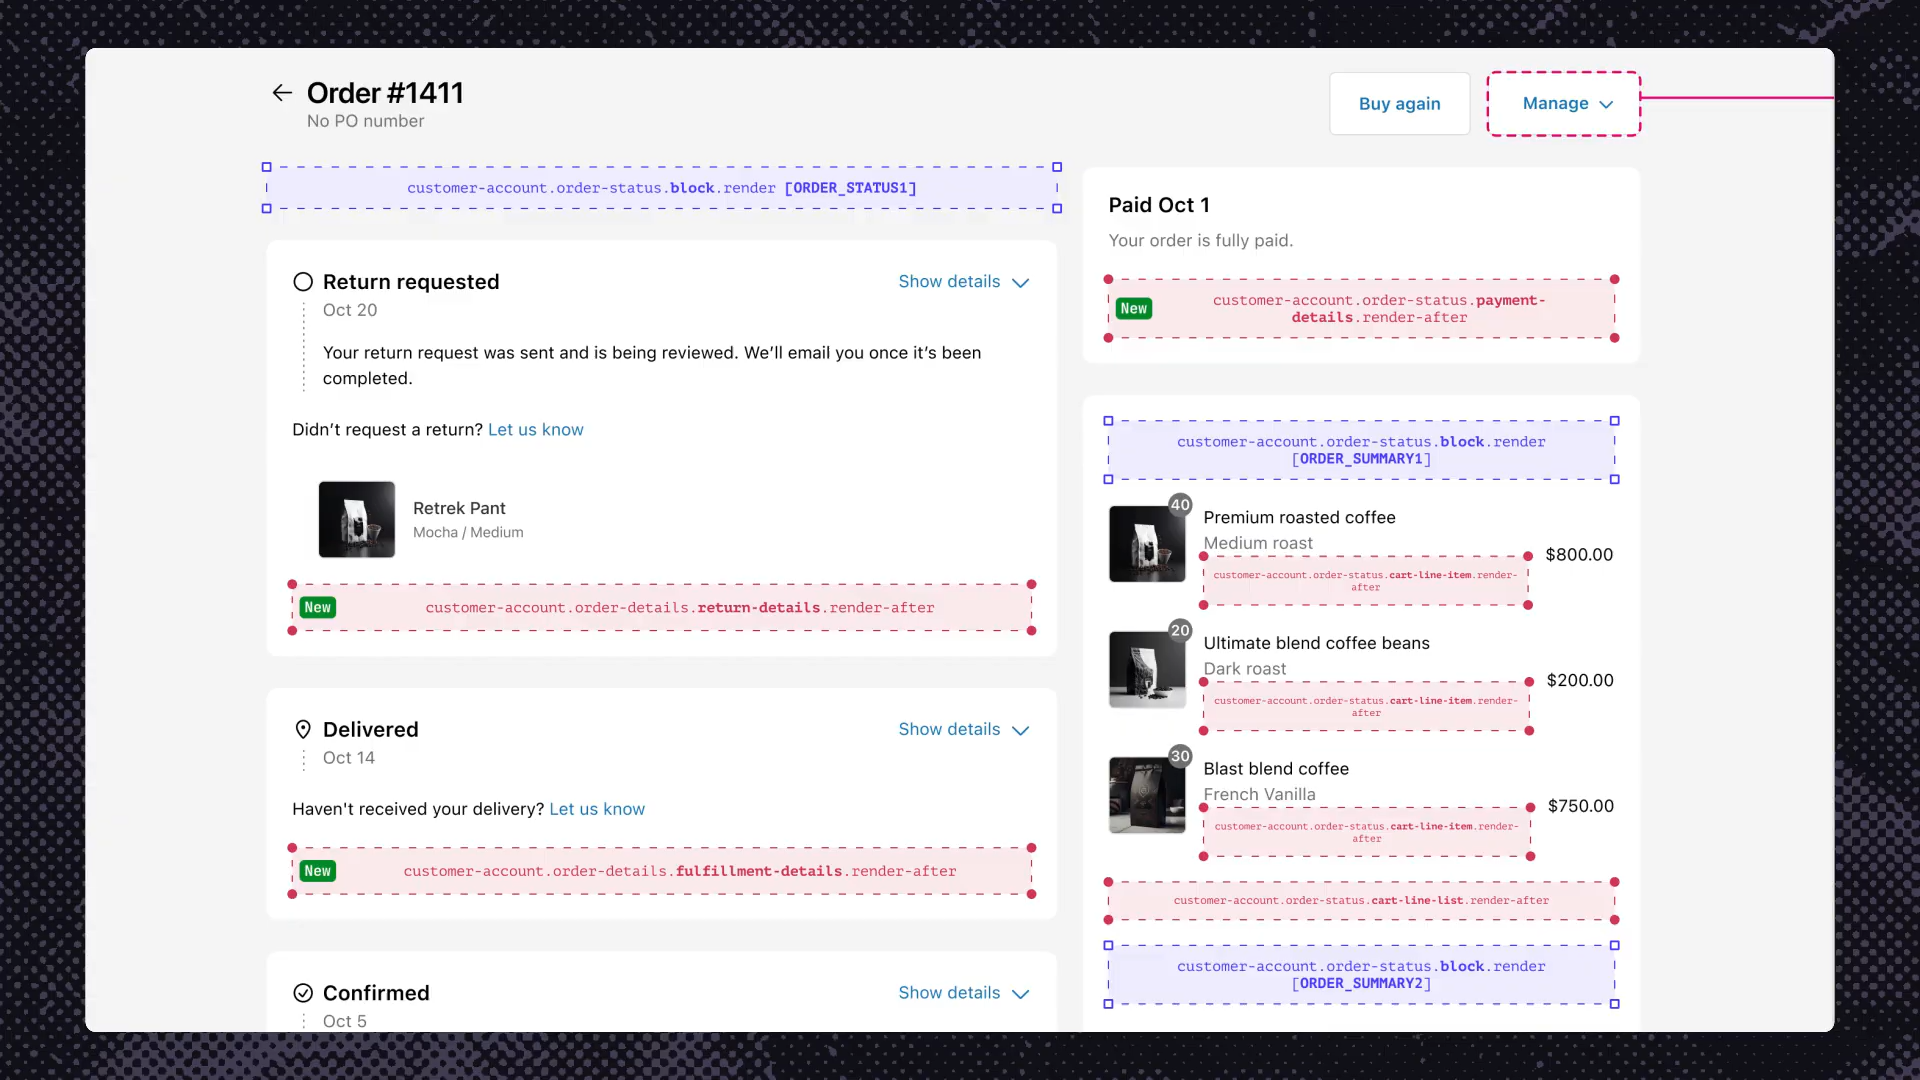 Order #1411
No PO number
Buy again
Manage
customer-account.order-status.block.render [ORDER_STATUS1]
Return requested
Show details
Oct 20
Your return request was sent and is being reviewed. We’ll email you once it’s been
completed.
Didn’t request a return? Let us know
Retrek Pant
Mocha / Medium
New
customer-account.order-details.return-details.render-after
Delivered
Show details
Oct 14
Haven't received your delivery? Let us know
New
customer-account.order-details.fulfillment-details.render-after
Confirmed
Show details
Oct 5
Paid Oct 1
Your order is fully paid.
New
customer-account.order-status.payment-
details.render-after
customer-account.order-status.block.render
[ORDER_SUMMARY1]
40
Premium roasted coffee
Medium roast
$800.00
customer-account.order-status.cart-line-item.render-
after
20
Ultimate blend coffee beans
Dark roast
$200.00
customer-account.order-status.cart-line-item.render-
after
30
Blast blend coffee
French Vanilla
$750.00
customer-account.order-status.cart-line-item.render-
after
customer-account.order-status.cart-line-list.render-after
customer-account.order-status.block.render
[ORDER_SUMMARY2]